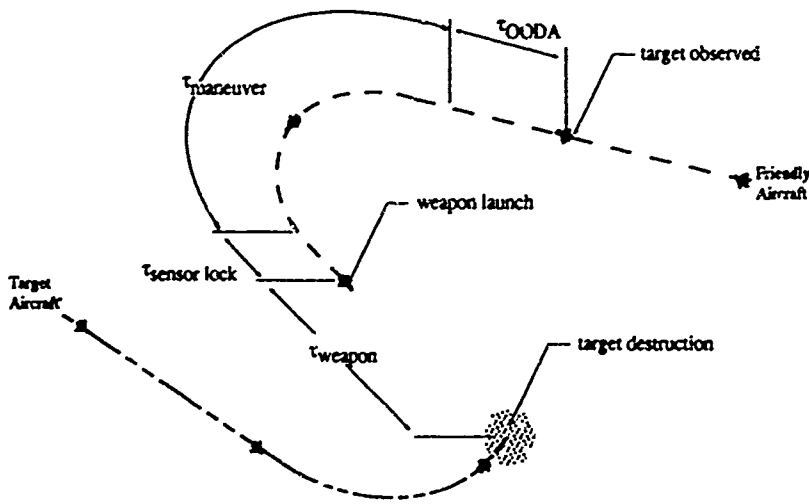 τOODA
target observed
τmaneuver
Friendly
Aircraft
weapon launch
τsensor lock
Target
Aircraft
τweapon
target destruction